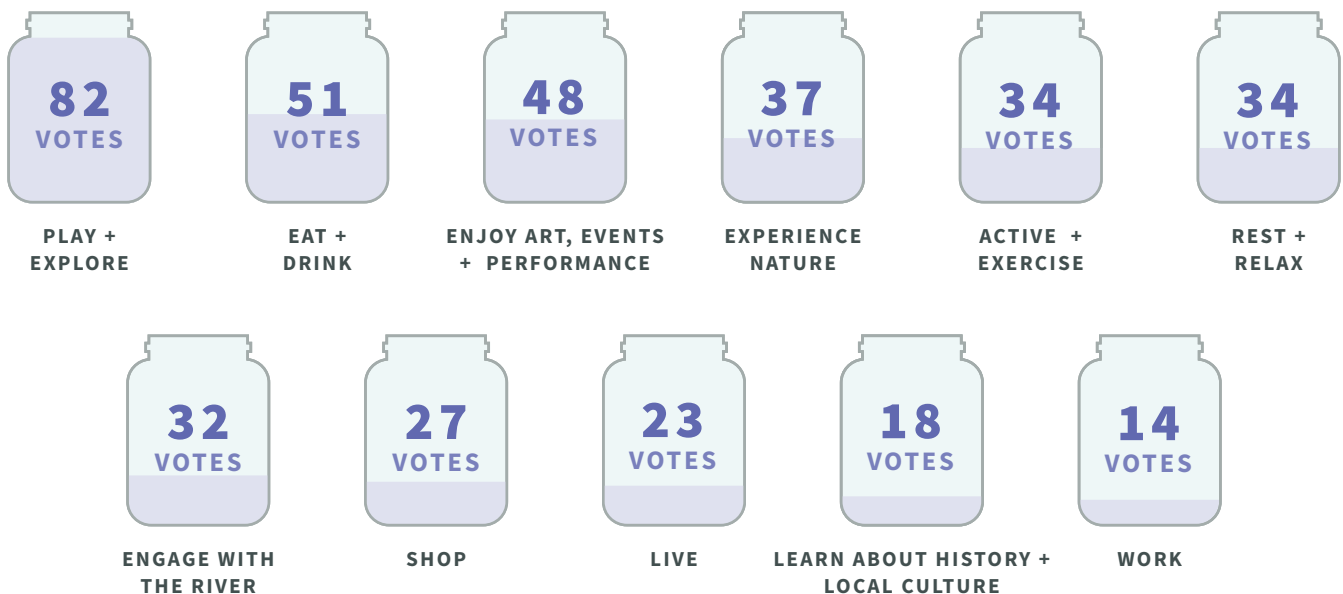 82
VOTES
PLAY +
EXPLORE
51
VOTES
EAT +
DRINK
48
VOTES
ENJOY ART, EVENTS
+ PERFORMANCE
37
VOTES
EXPERIENCE
NATURE
34
VOTES
ACTIVE +
EXERCISE
34
VOTES
REST +
RELAX
32
VOTES
ENGAGE WITH
THE RIVER
27
VOTES
SHOP
23
VOTES
LIVE
18
VOTES
LEARN ABOUT HISTORY +
LOCAL CULTURE
14
VOTES
WORK